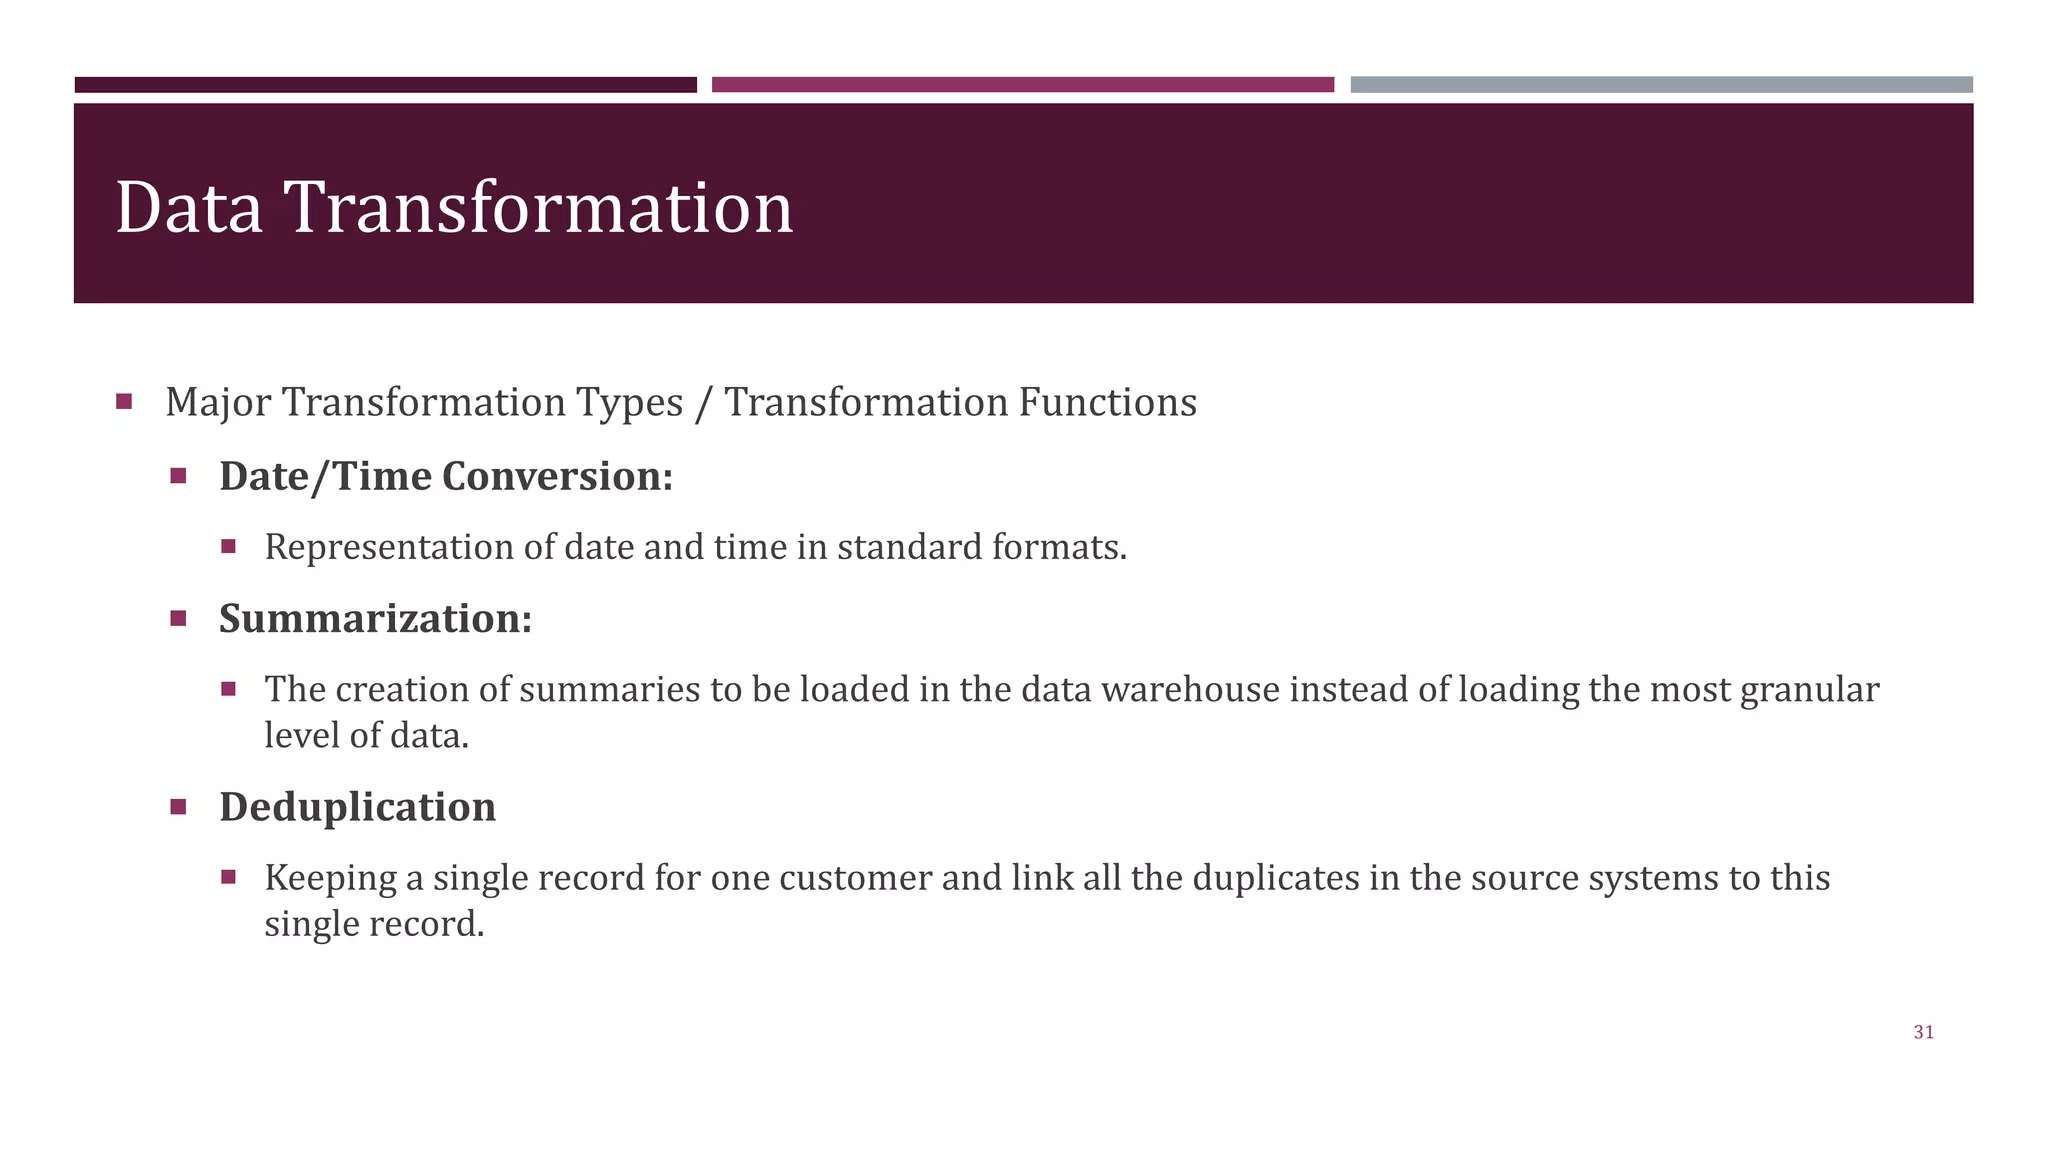 Data Transformation
Major Transformation Types / Transformation Functions
Date/Time Conversion:
Representation of date and time in standard formats.
Summarization:
The creation of summaries to be loaded in the data warehouse instead of loading the most granular
level of data.
Deduplication
Keeping a single record for one customer and link all the duplicates in the source systems to this
single record.
31